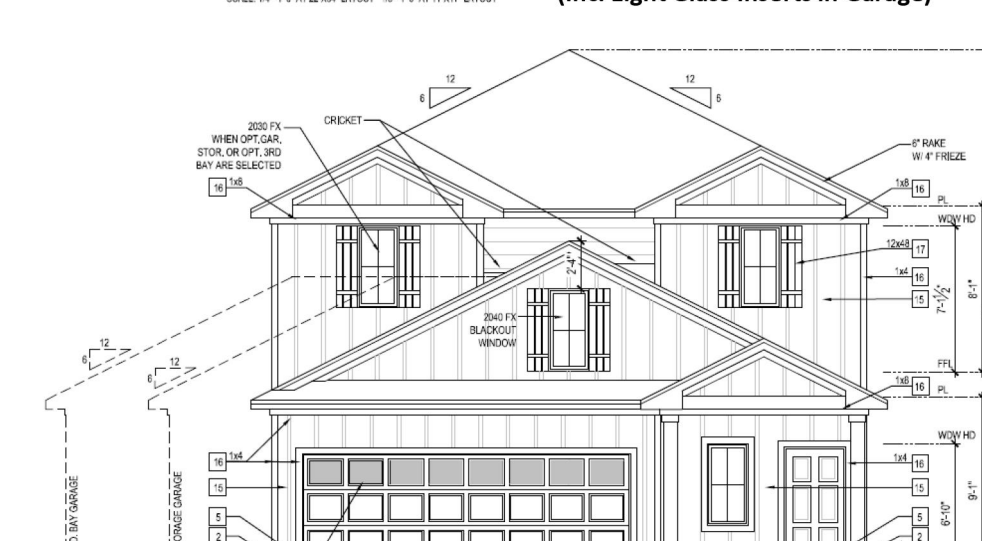 (Incl Light Glass Inserts in Garage)
12
6
12
6
CRICKET
2030 FX
WHEN OPT.GAR.
STOR. OR OPT. 3RD
BAY ARE SELECTED
6" RAKE
W/ 4" FRIEZE
16 1x8
1x8 16
PL
WDW HD
12x48 17
1x4 16
15
7'-1 1/2"
8'-1"
2'-4"
2040 FX
BLACKOUT
WINDOW
12
6
12
6
FFL
1x8 16
PL
WDW HD
16 1x4
1x4 16
15
15
5
5
2
2
6'-10"
9'-1"
BAY GARAGE
ORAGE GARAGE